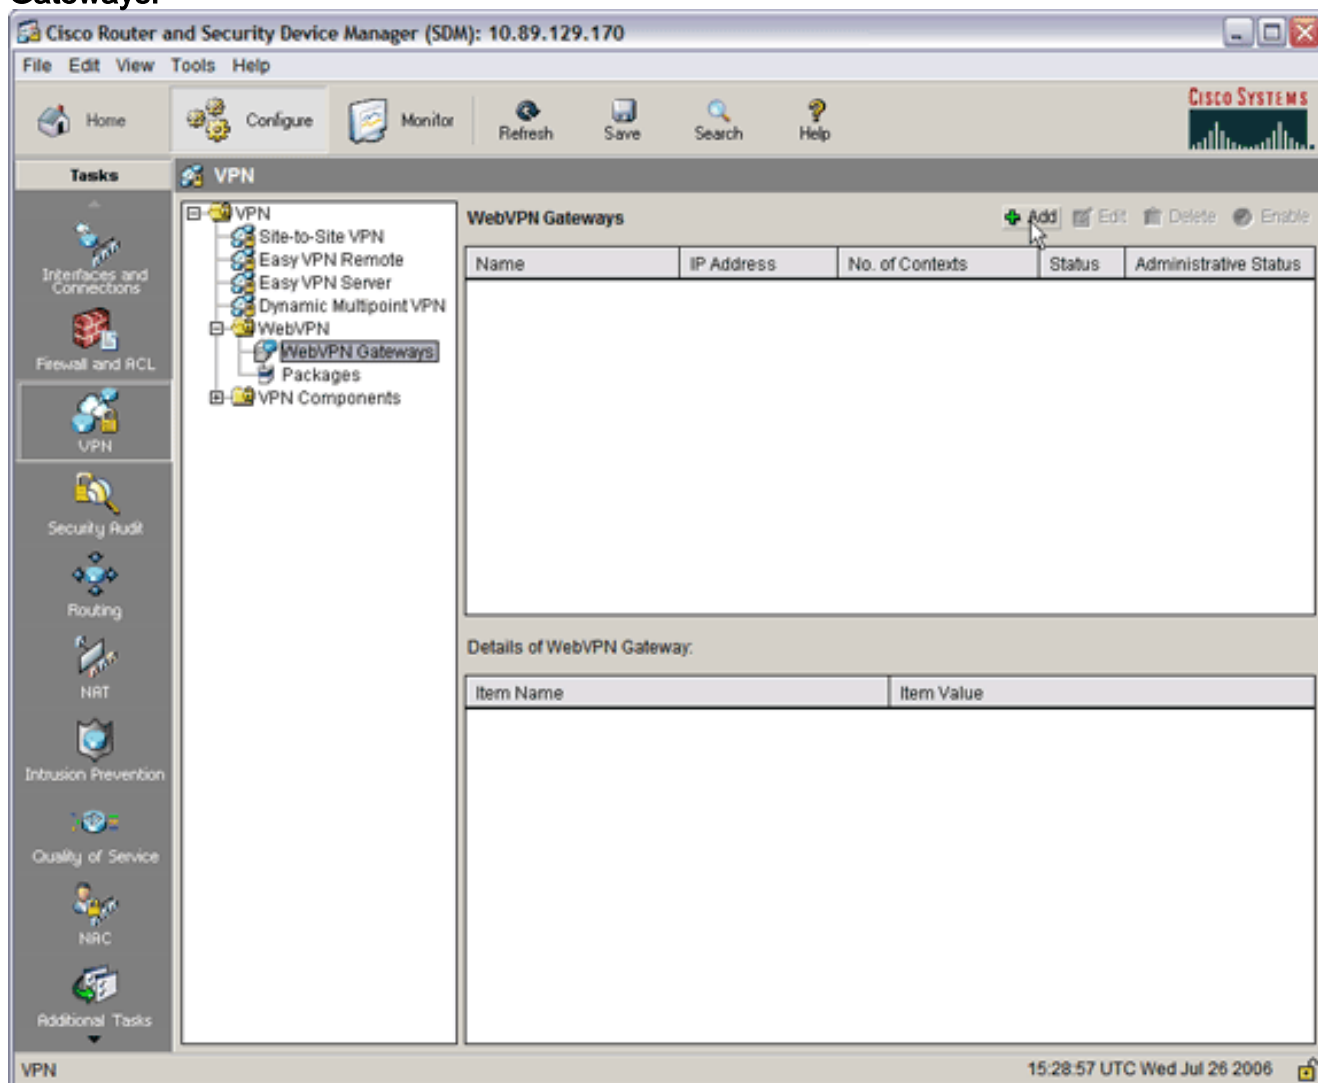 Gateways.
Cisco Router and Security Device Manager (SDM): 10.89.129.170
File Edit View Tools Help
Home Configure Monitor Refresh Save Search Help
CISCO SYSTEMS
Tasks
VPN
Interfaces and
Connections
Firewall and ACL
VPN
Security Audit
Routing
NAT
Intrusion Prevention
Quality of Service
NAC
Additional Tasks
VPN
Site-to-Site VPN
Easy VPN Remote
Easy VPN Server
Dynamic Multipoint VPN
WebVPN
WebVPN Gateways
Packages
VPN Components
WebVPN Gateways
Add Edit Delete Enable
Name IP Address No. of Contexts Status Administrative Status
Details of WebVPN Gateway:
Item Name Item Value
VPN
15:28:57 UTC Wed Jul 26 2006